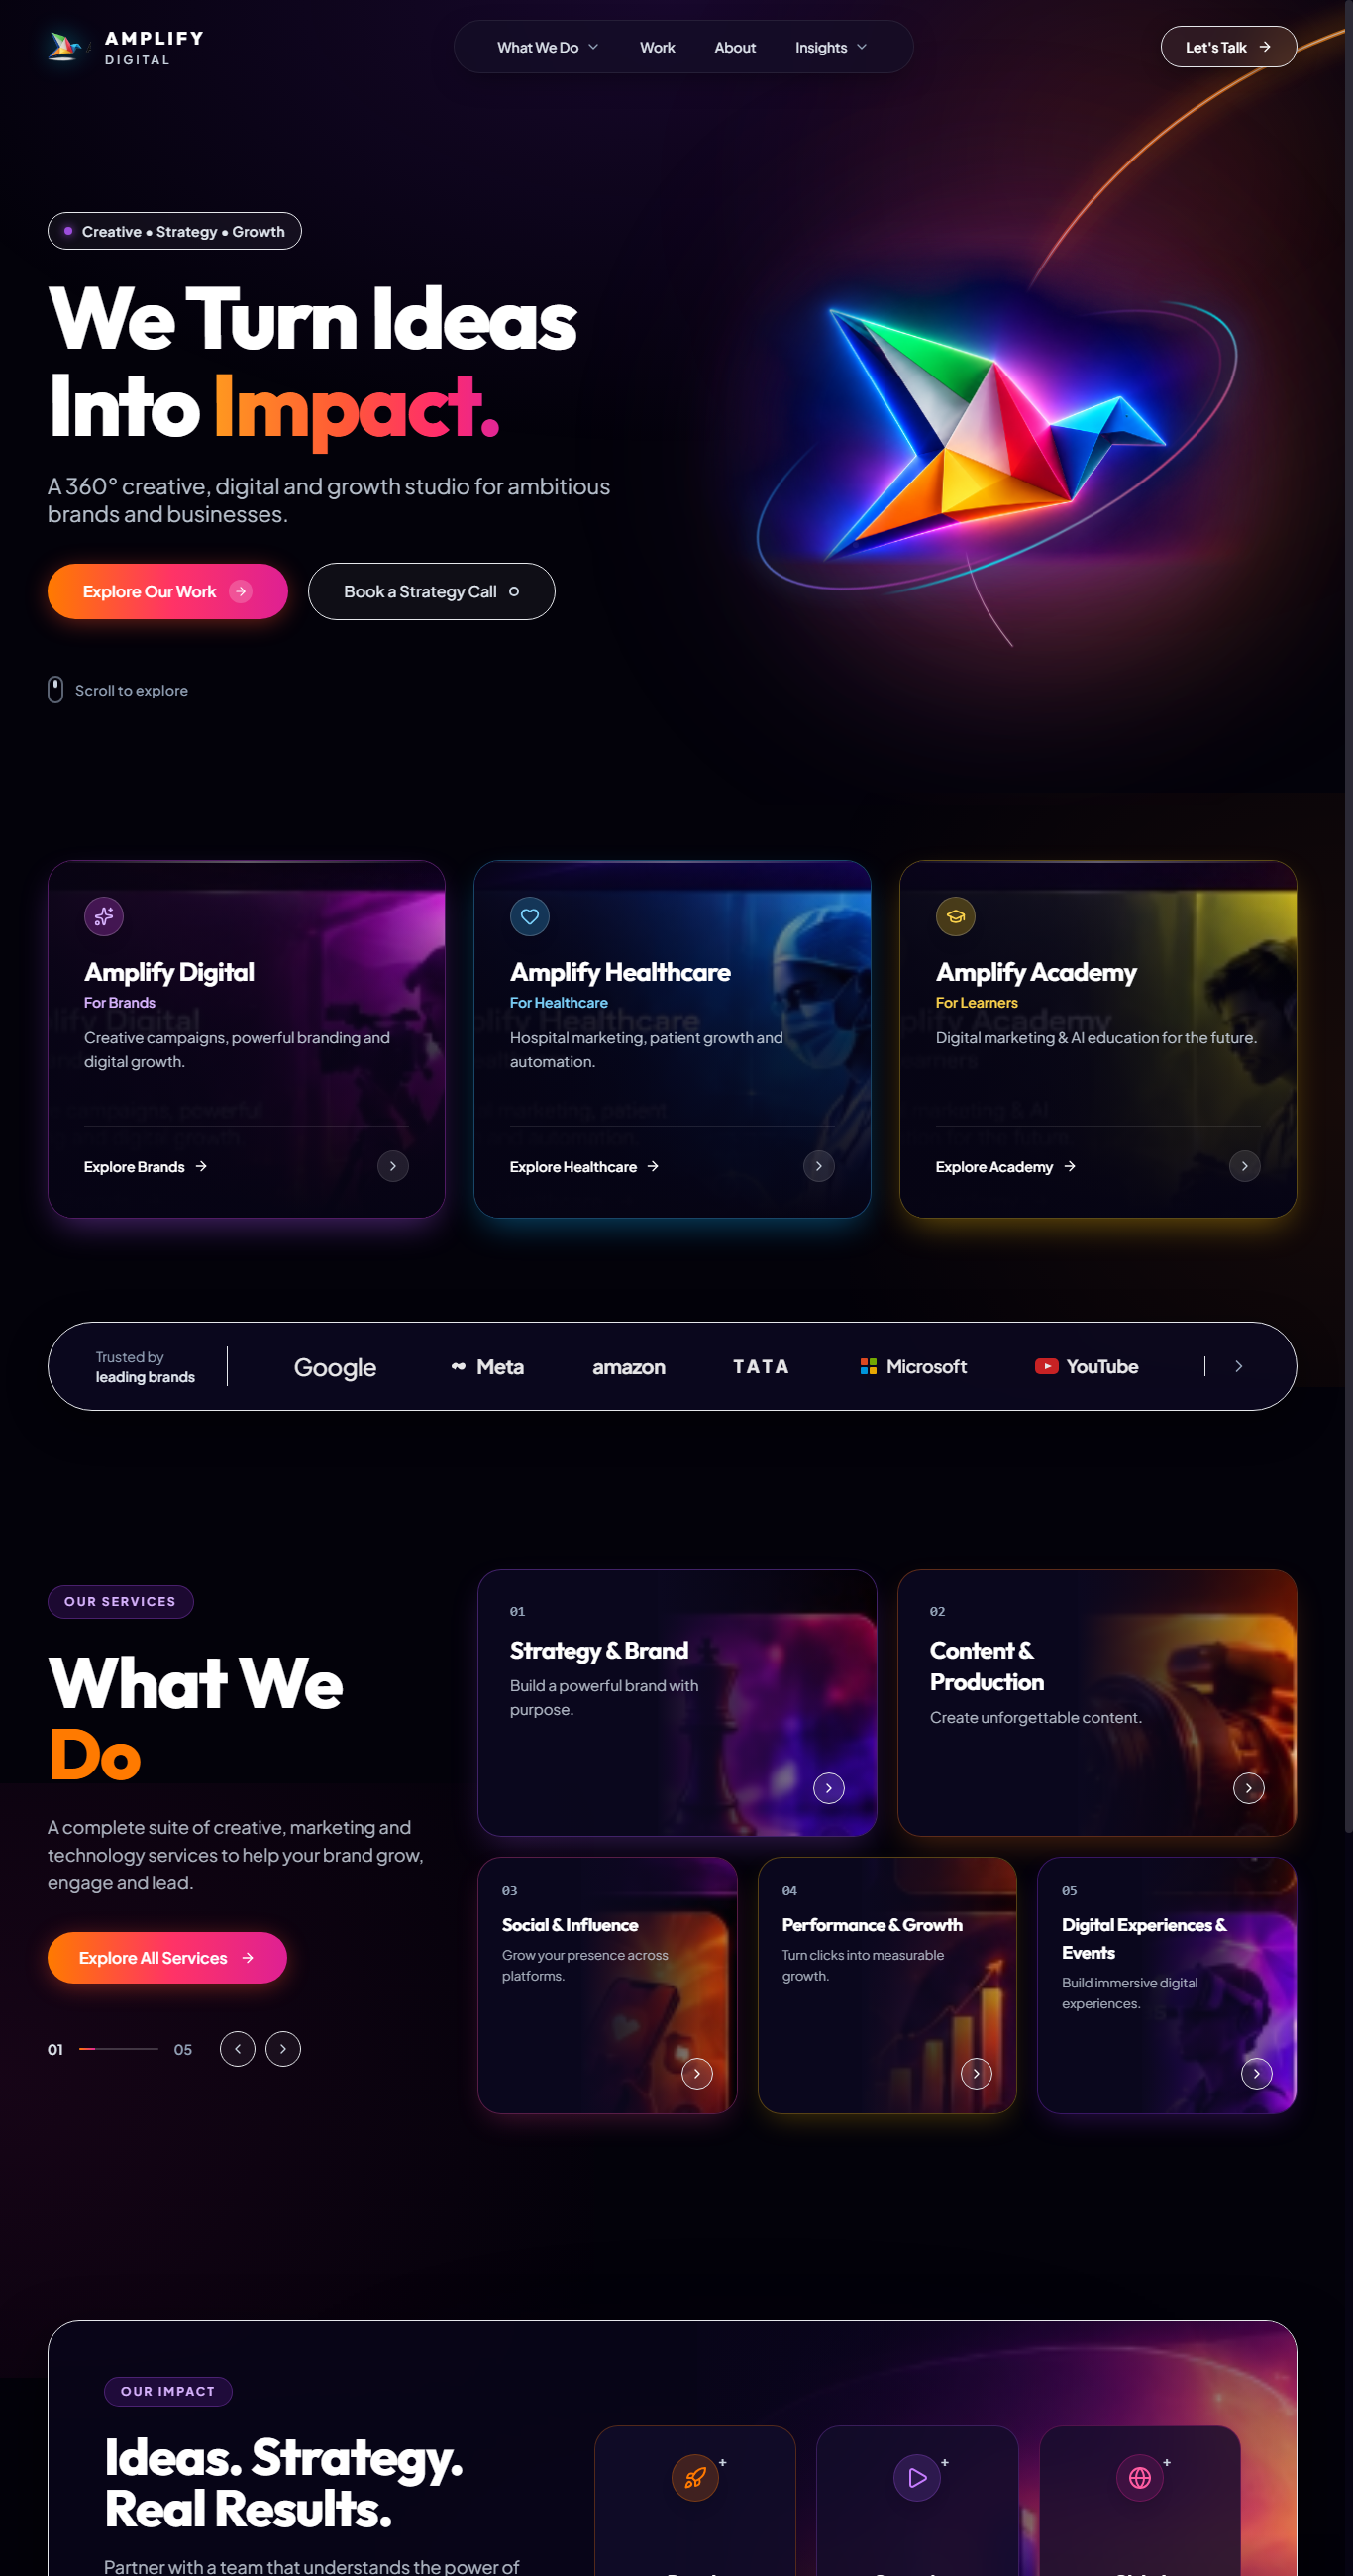 AMPLIFY
DIGITAL
What We Do
Work
About
Insights
Let's Talk
Creative • Strategy • Growth
We Turn Ideas
Into Impact.
A 360° creative, digital and growth studio for ambitious
brands and businesses.
Explore Our Work
Book a Strategy Call
Scroll to explore
Amplify Digital
For Brands
Creative campaigns, powerful branding and
digital growth.
Explore Brands
Amplify Healthcare
For Healthcare
Hospital marketing, patient growth and
automation.
Explore Healthcare
Amplify Academy
For Learners
Digital marketing & AI education for the future.
Explore Academy
Trusted by
leading brands
Google
Meta
amazon
TATA
Microsoft
YouTube
OUR SERVICES
What We
Do
A complete suite of creative, marketing and
technology services to help your brand grow,
engage and lead.
Explore All Services
01
05
01
Strategy & Brand
Build a powerful brand with
purpose.
02
Content &
Production
Create unforgettable content.
03
Social & Influence
Grow your presence across
platforms.
04
Performance & Growth
Turn clicks into measurable
growth.
05
Digital Experiences &
Events
Build immersive digital
experiences.
OUR IMPACT
Ideas. Strategy.
Real Results.
Partner with a team that understands the power of
+
+
+